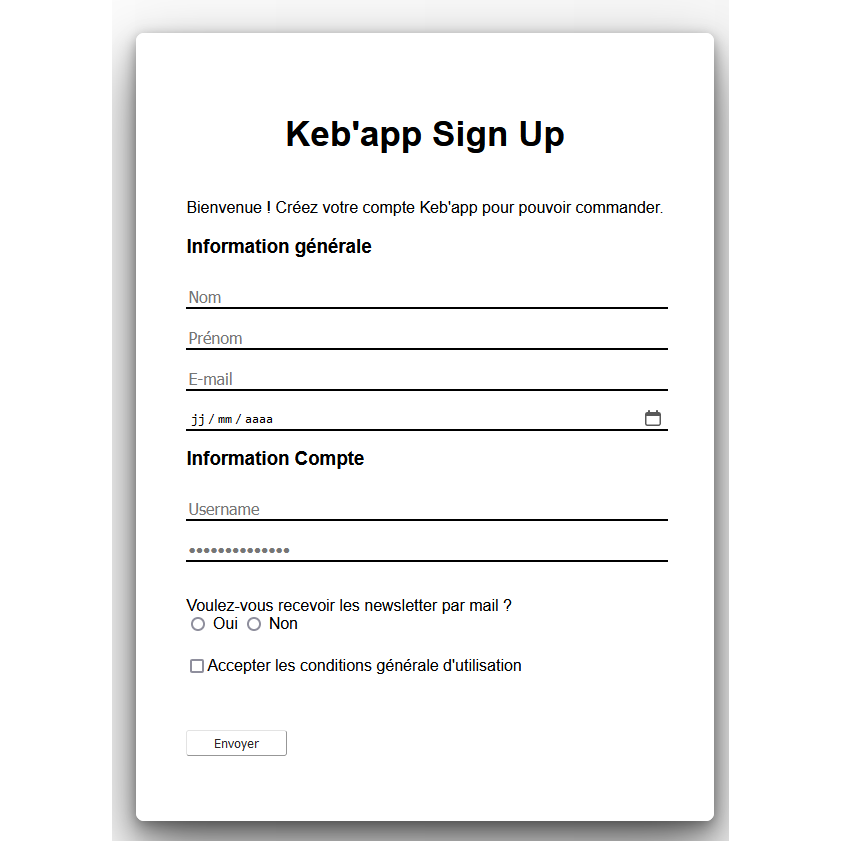 Keb'app Sign Up
Bienvenue ! Créez votre compte Keb'app pour pouvoir commander.
Information générale
Nom
Prénom
E-mail
jj / mm / aaaa
Information Compte
Username
••••••••••••••
Voulez-vous recevoir les newsletter par mail ?
Oui Non
Accepter les conditions générale d'utilisation
Envoyer